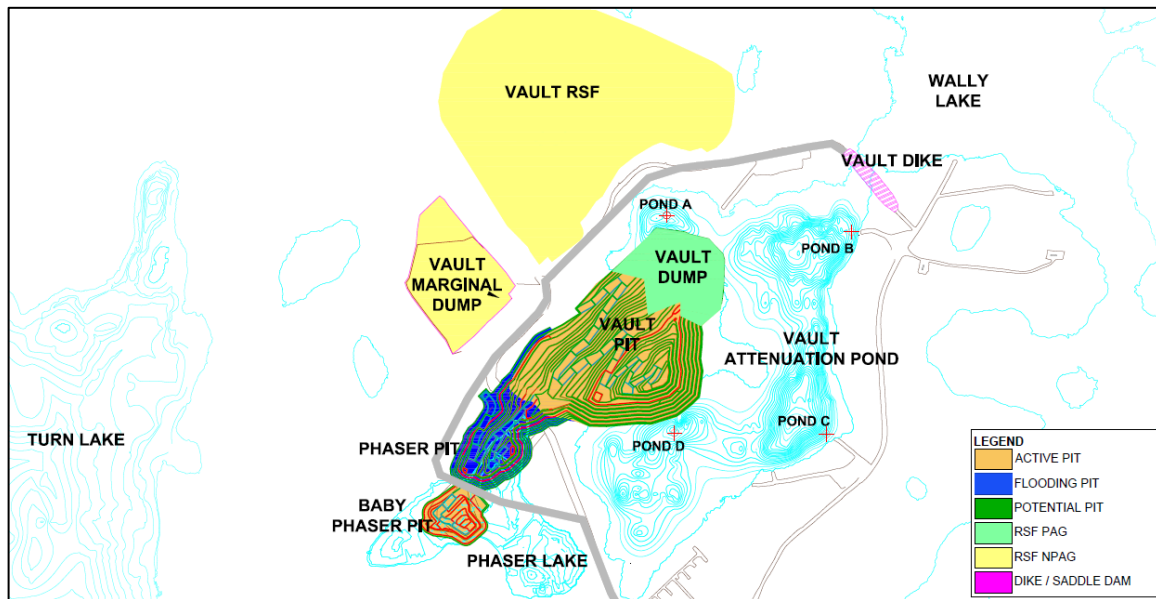 VAULT RSF
WALLY
LAKE
VAULT DIKE
POND A
POND B
VAULT
MARGINAL
DUMP
VAULT
DUMP
VAULT
PIT
VAULT
ATTENUATION POND
TURN LAKE
PHASER PIT
POND D
POND C
BABY
PHASER PIT
PHASER LAKE
LEGEND
ACTIVE PIT
FLOODING PIT
POTENTIAL PIT
RSF PAG
RSF NPAG
DIKE / SADDLE DAM